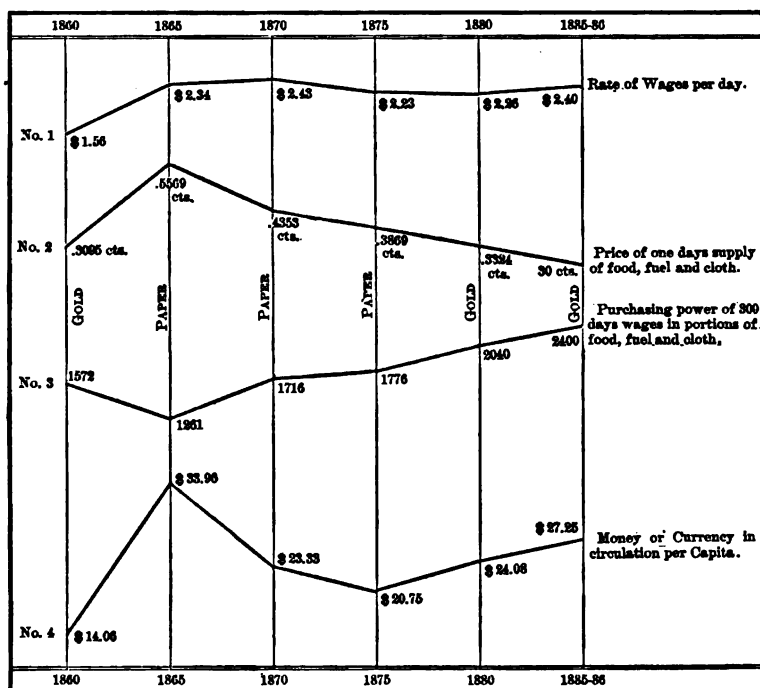 1860 1865 1870 1875 1880 1885-86
Rate of Wages per day.
$ 2.34 $ 2.43 $ 2.23 $ 2.26 $ 2.40
No. 1 $ 1.56
.5569
cts.
.4353
cts.
.3869
cts.
No. 2 .3095 cts.
.3324
cts.
30 cts.
Price of one days supply
of food, fuel and cloth.
GOLD PAPER PAPER PAPER GOLD GOLD
Purchasing power of 300
days wages in portions of
food, fuel and cloth.
No. 3 1572 1261 1716 1776 2040 2400
$ 33.96
$ 27.25
Money or Currency in
circulation per Capita.
$ 23.33
$ 24.08
$ 20.75
No. 4 $ 14.06
1860 1865 1870 1875 1880 1885-86